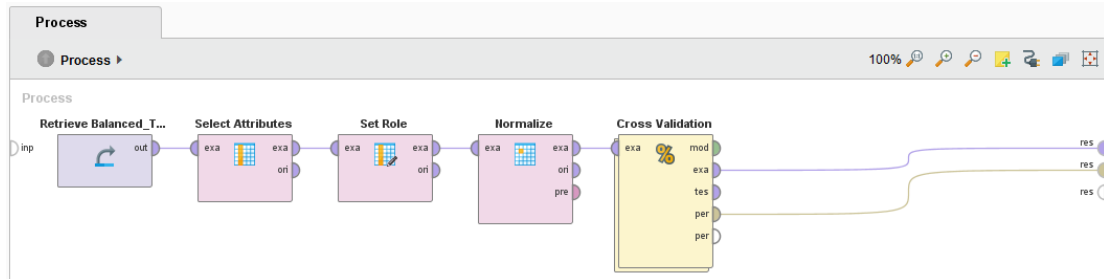 Process
Process
100%
Process
Retrieve Balanced_T...
Select Attributes
Set Role
Normalize
Cross Validation
inp
out
exa
exa
ori
exa
exa
ori
exa
exa
ori
pre
exa
%
mod
exa
tes
per
per
res
res
res